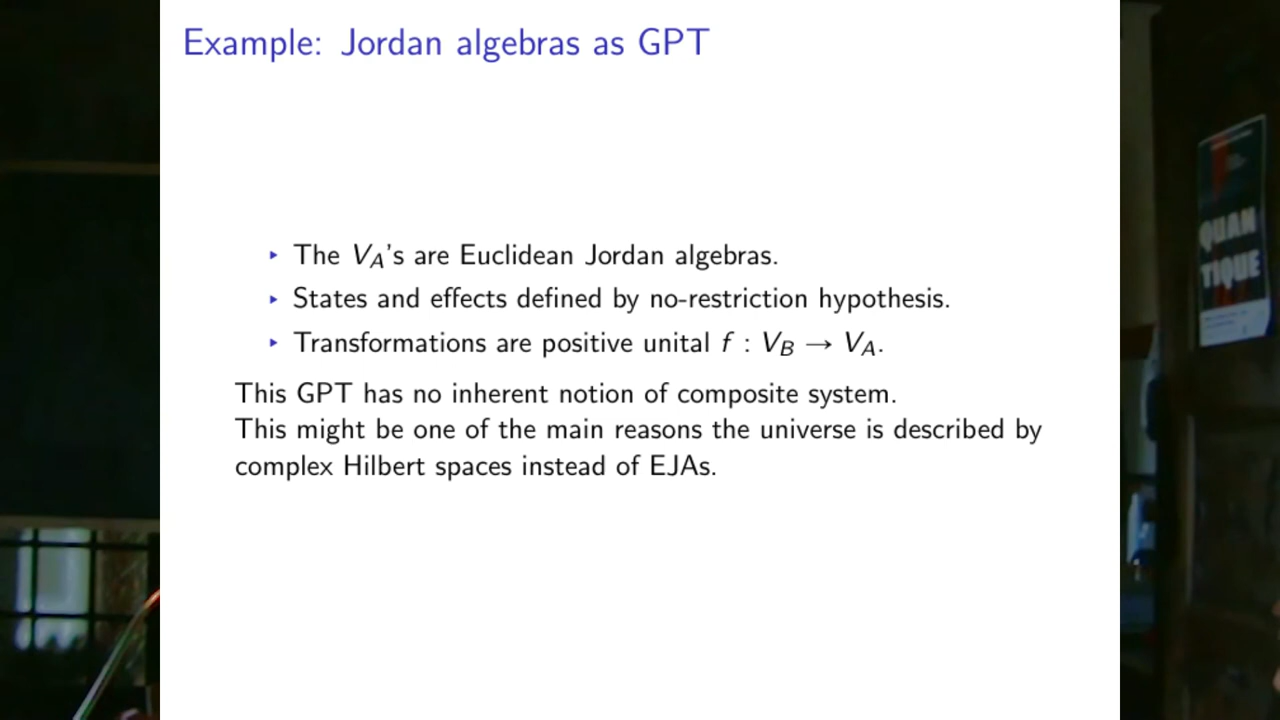 Example: Jordan algebras as GPT
▸ The V_A's are Euclidean Jordan algebras.
▸ States and effects defined by no-restriction hypothesis.
▸ Transformations are positive unital f : V_B → V_A.
This GPT has no inherent notion of composite system.
This might be one of the main reasons the universe is described by
complex Hilbert spaces instead of EJAs.
QUAN
TIQUE